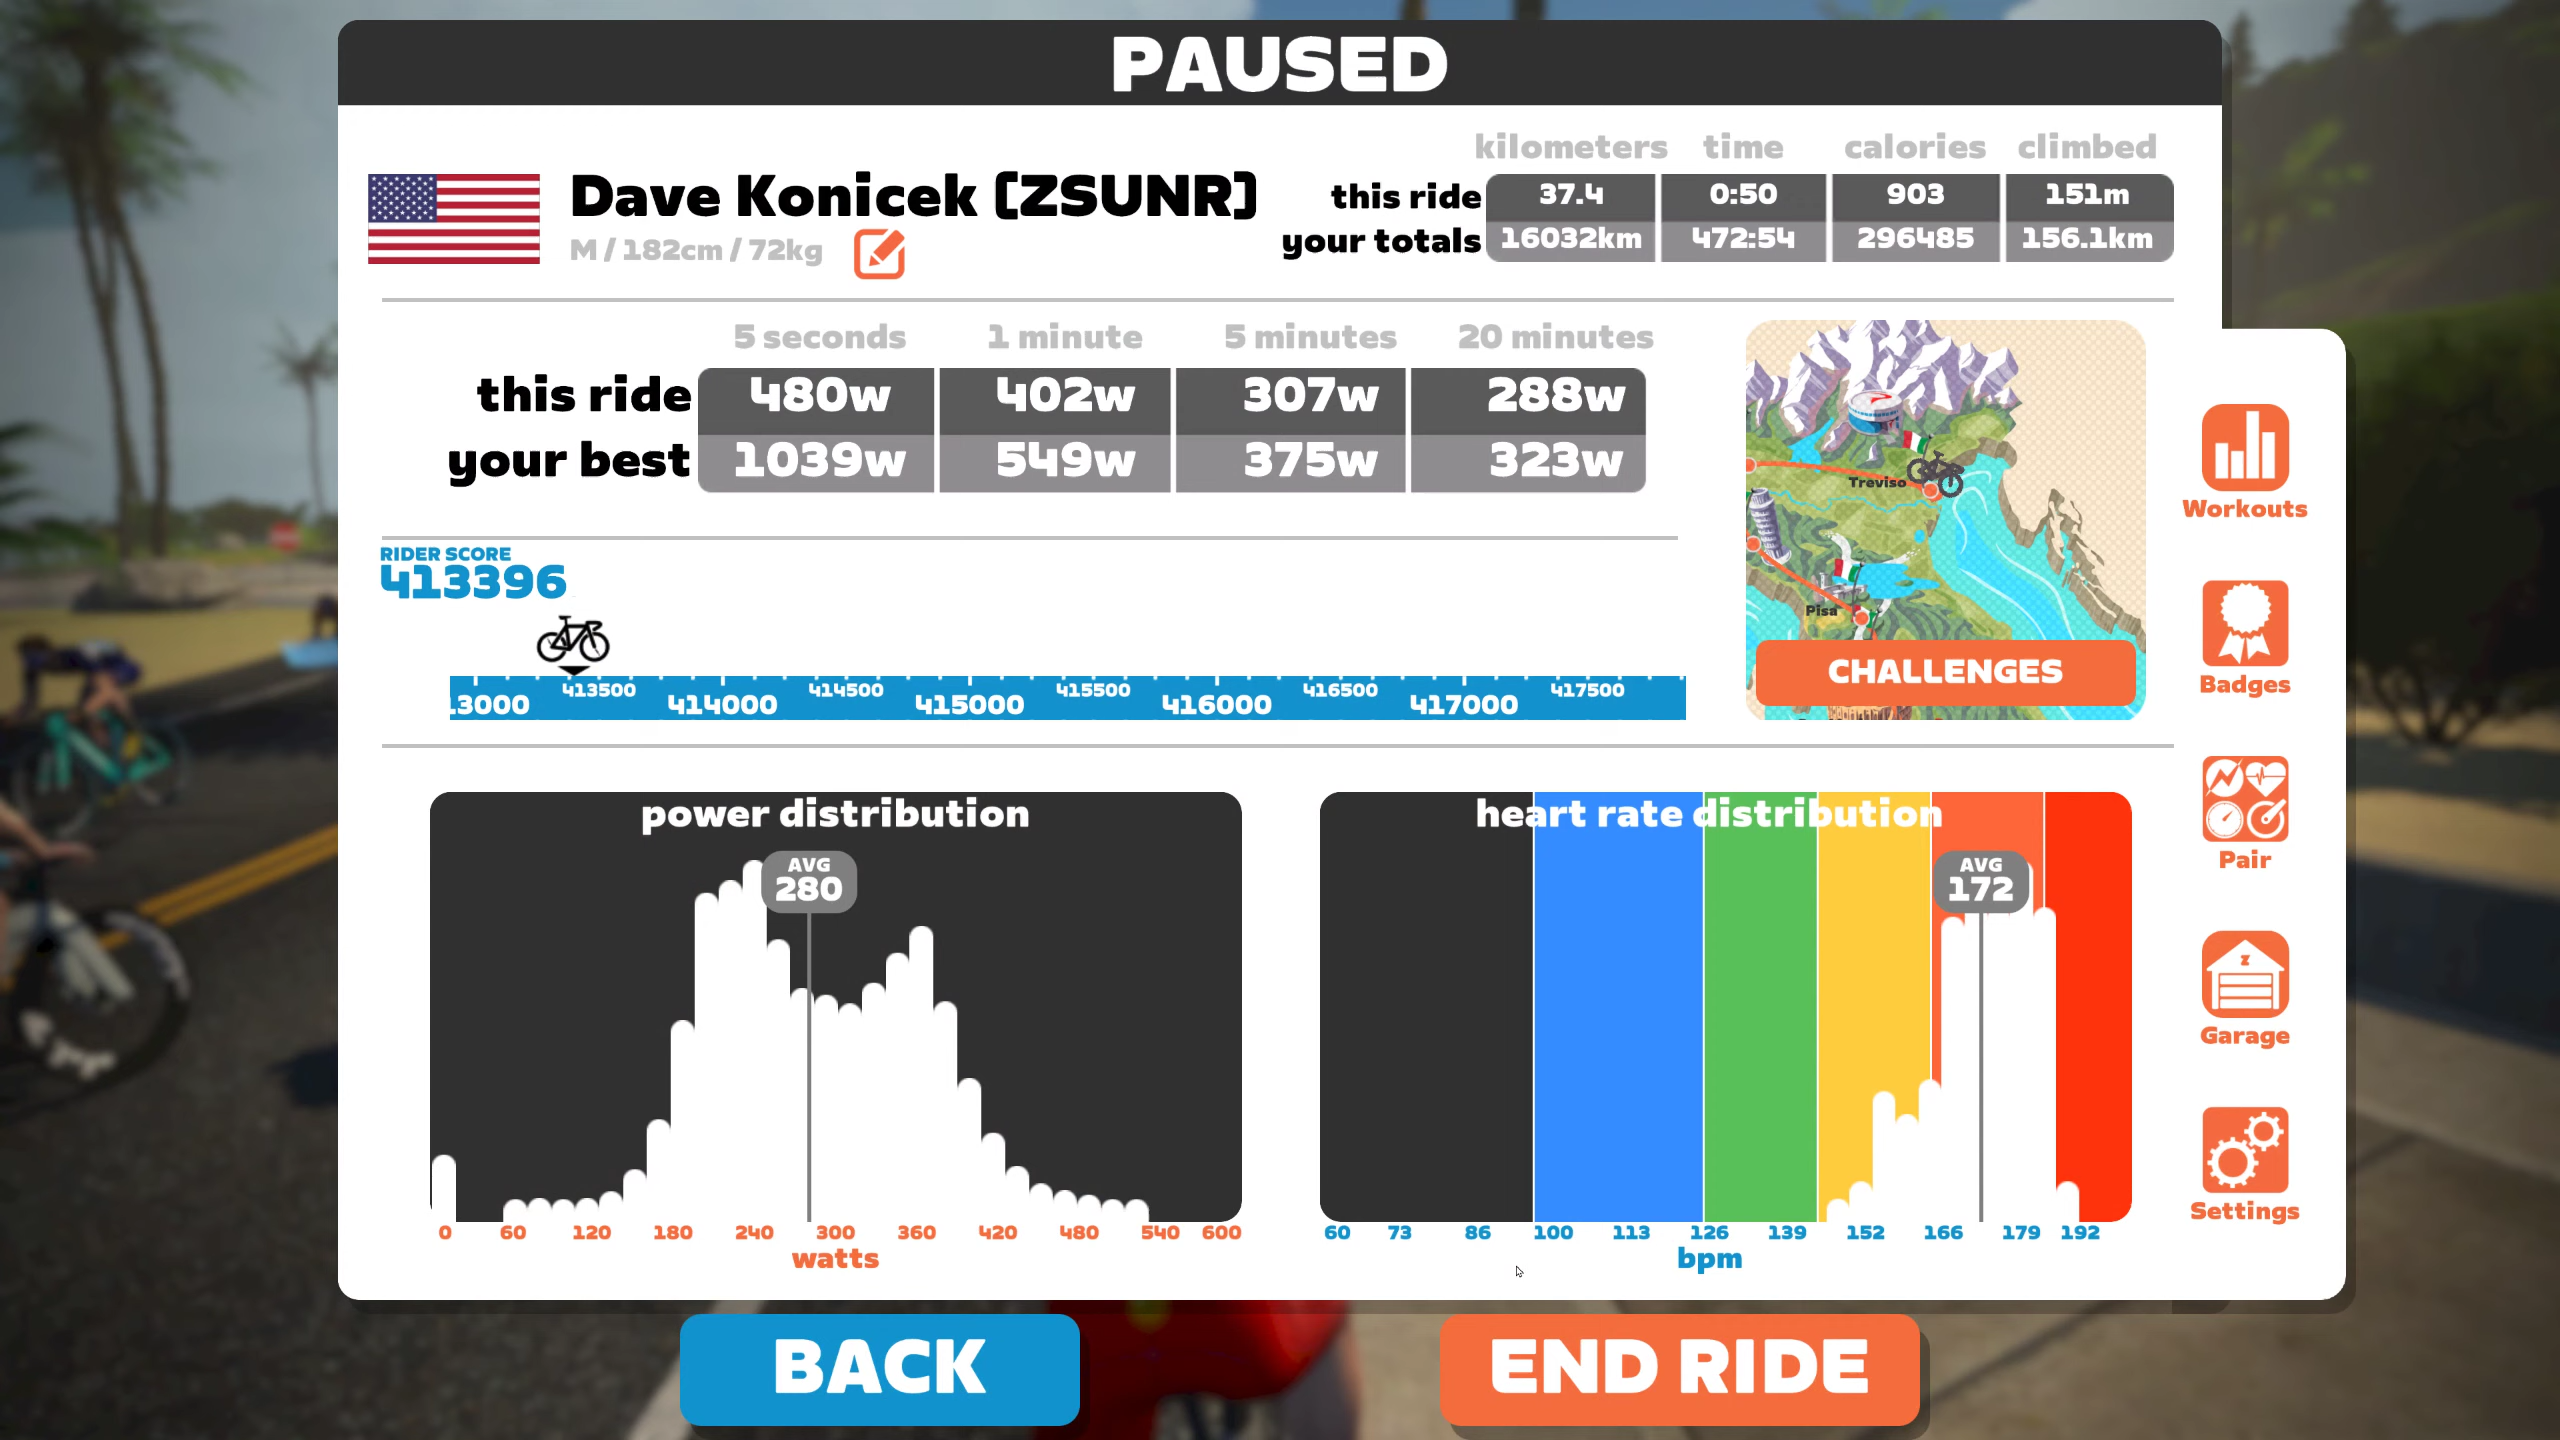 PAUSED
kilometers time calories climbed
Dave Konicek (ZSUNR)
M / 182cm / 72kg
this ride 37.4 0:50 903 151m
your totals 16032km 472:54 296485 156.1km
5 seconds 1 minute 5 minutes 20 minutes
this ride 480w 402w 307w 288w
your best 1039w 549w 375w 323w
Treviso
Pisa
CHALLENGES
RIDER SCORE
413396
413500 414500 415500 416500 417500
13000 414000 415000 416000 417000
Workouts
Badges
Pair
Z
Garage
Settings
power distribution
AVG
280
0 60 120 180 240 300 360 420 480 540 600
watts
heart rate distribution
AVG
172
60 73 86 100 113 126 139 152 166 179 192
bpm
BACK
END RIDE